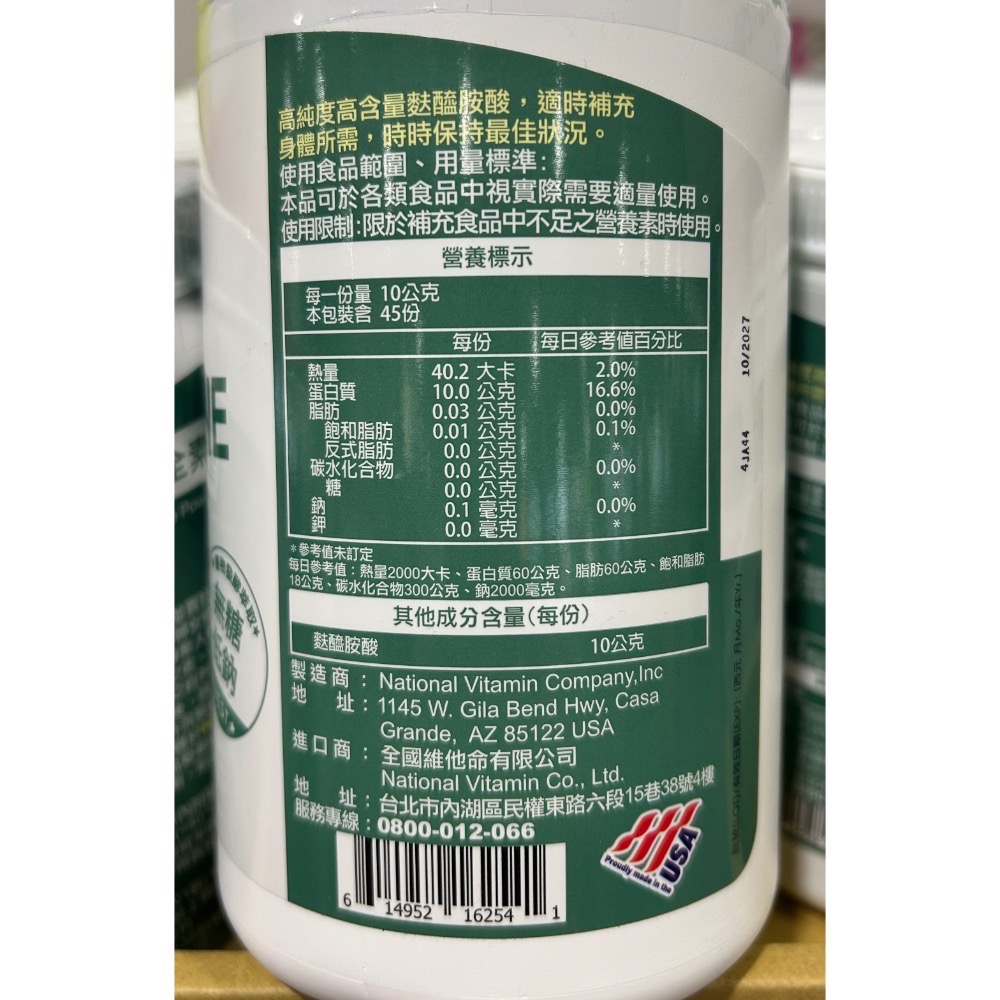 高純度高含量麩醯胺酸，適時補充
身體所需，時時保持最佳狀況。
使用食品範圍、用量標準：
本品可於各類食品中視實際需要適量使用。
使用限制：限於補充食品中不足之營養素時使用。
營養標示
每一份量 10公克
本包裝含 45份
每份 每日參考值百分比
熱量 40.2 大卡 2.0%
蛋白質 10.0 公克 16.6%
脂肪 0.03 公克 0.0%
飽和脂肪 0.01 公克 0.1%
反式脂肪 0.0 公克 *
碳水化合物 0.0 公克 0.0%
糖 0.0 公克 *
鈉 0.1 毫克 0.0%
鉀 0.0 毫克 *
*參考值未訂定
每日參考值：熱量2000大卡、蛋白質60公克、脂肪60公克、飽和脂肪
18公克、碳水化合物300公克、鈉2000毫克。
其他成分含量（每份）
麩醯胺酸 10公克
製造商：National Vitamin Company,Inc
地址：1145 W. Gila Bend Hwy, Casa
Grande, AZ 85122 USA
進口商：全國維他命有限公司
National Vitamin Co., Ltd.
地址：台北市內湖區民權東路六段15巷38號4樓
服務專線：0800-012-066
6 14952 16254 1
Proudly made in the
USA
4JA44 10/2027
NE
無糖
鈉